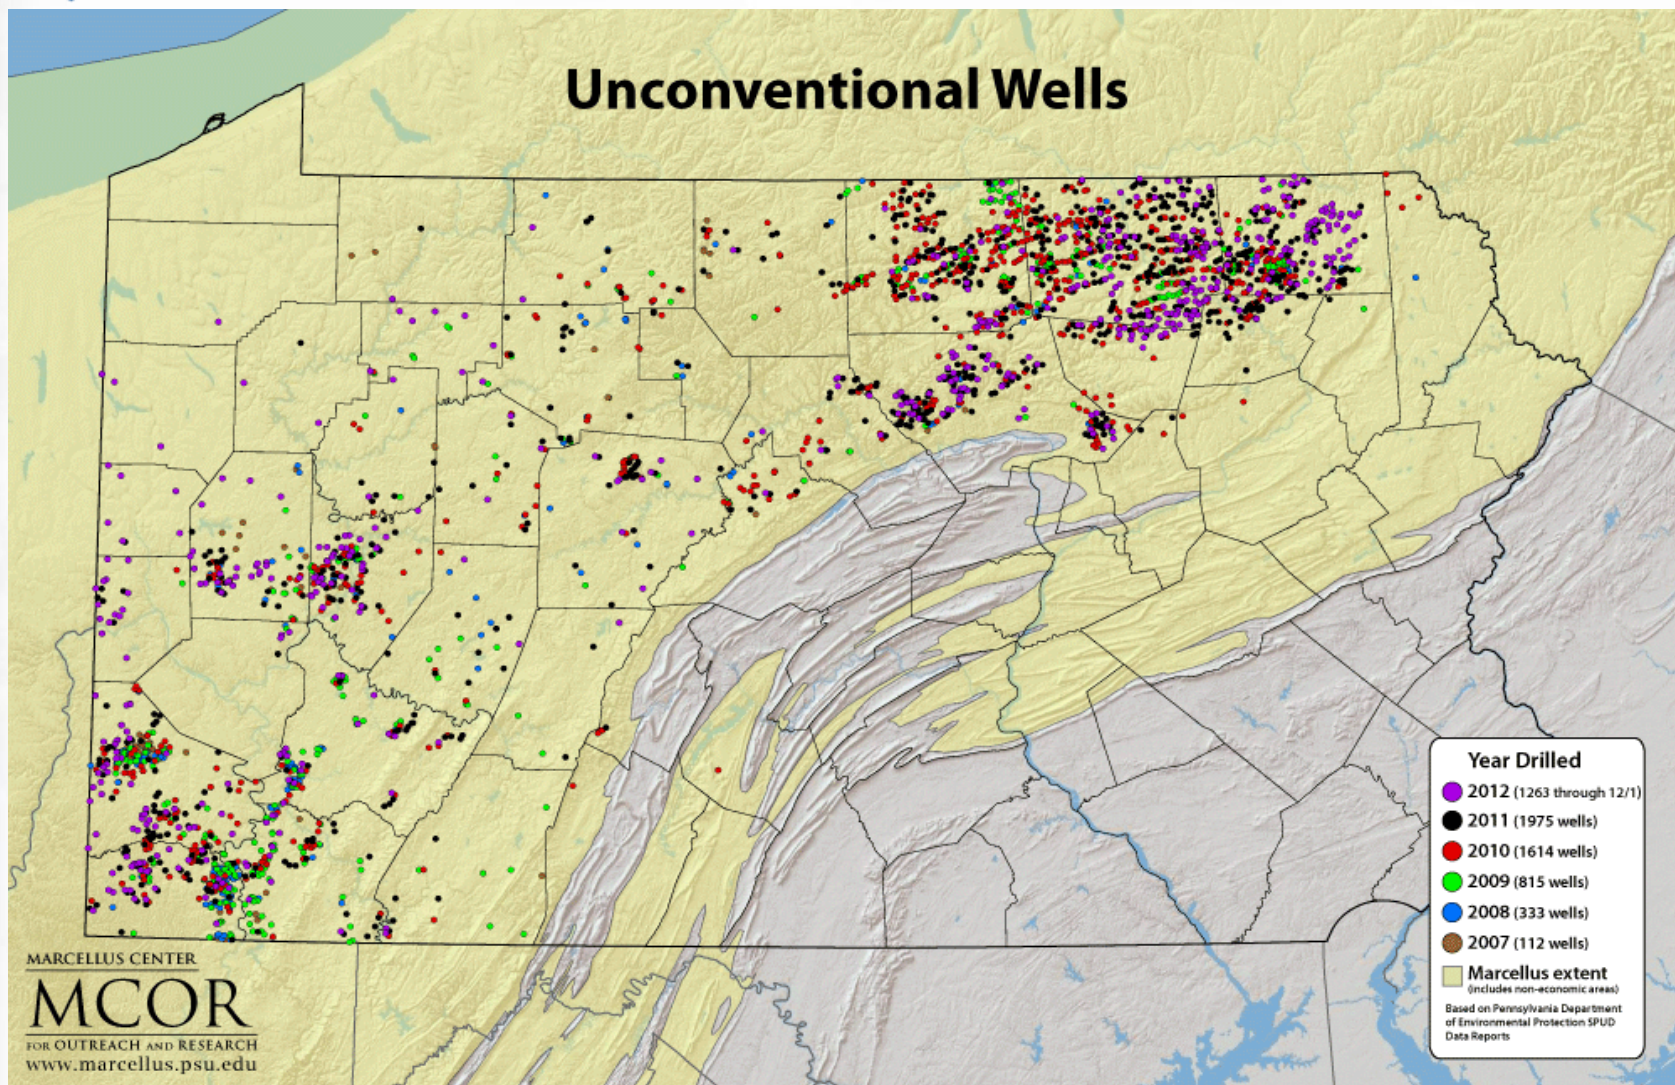 Unconventional Wells
Year Drilled
2012 (1263 through 12/1)
2011 (1975 wells)
2010 (1614 wells)
2009 (815 wells)
2008 (333 wells)
2007 (112 wells)
Marcellus extent
(includes non-economic areas)
Based on Pennsylvania Department
of Environmental Protection SPUD
Data Reports
MARCELLUS CENTER
MCOR
FOR OUTREACH AND RESEARCH
www.marcellus.psu.edu